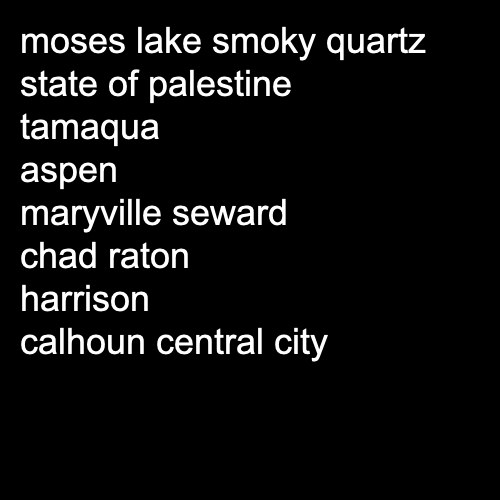 moses lake smoky quartz
state of palestine
tamaqua
aspen
maryville seward
chad raton
harrison
calhoun central city